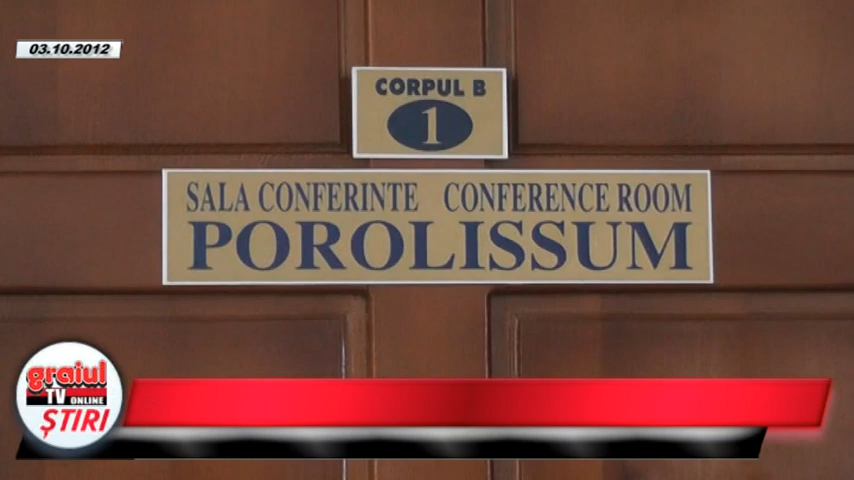 03.10.2012
CORPUL B
1
SALA CONFERINTE CONFERENCE ROOM
POROLISSUM
graiul
TV ONLINE
ȘTIRI